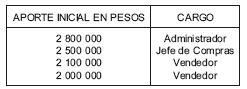 APORTE INICIAL EN PESOS CARGO
2 800 000 Administrador
2 500 000 Jefe de Compras
2 100 000 Vendedor
2 000 000 Vendedor